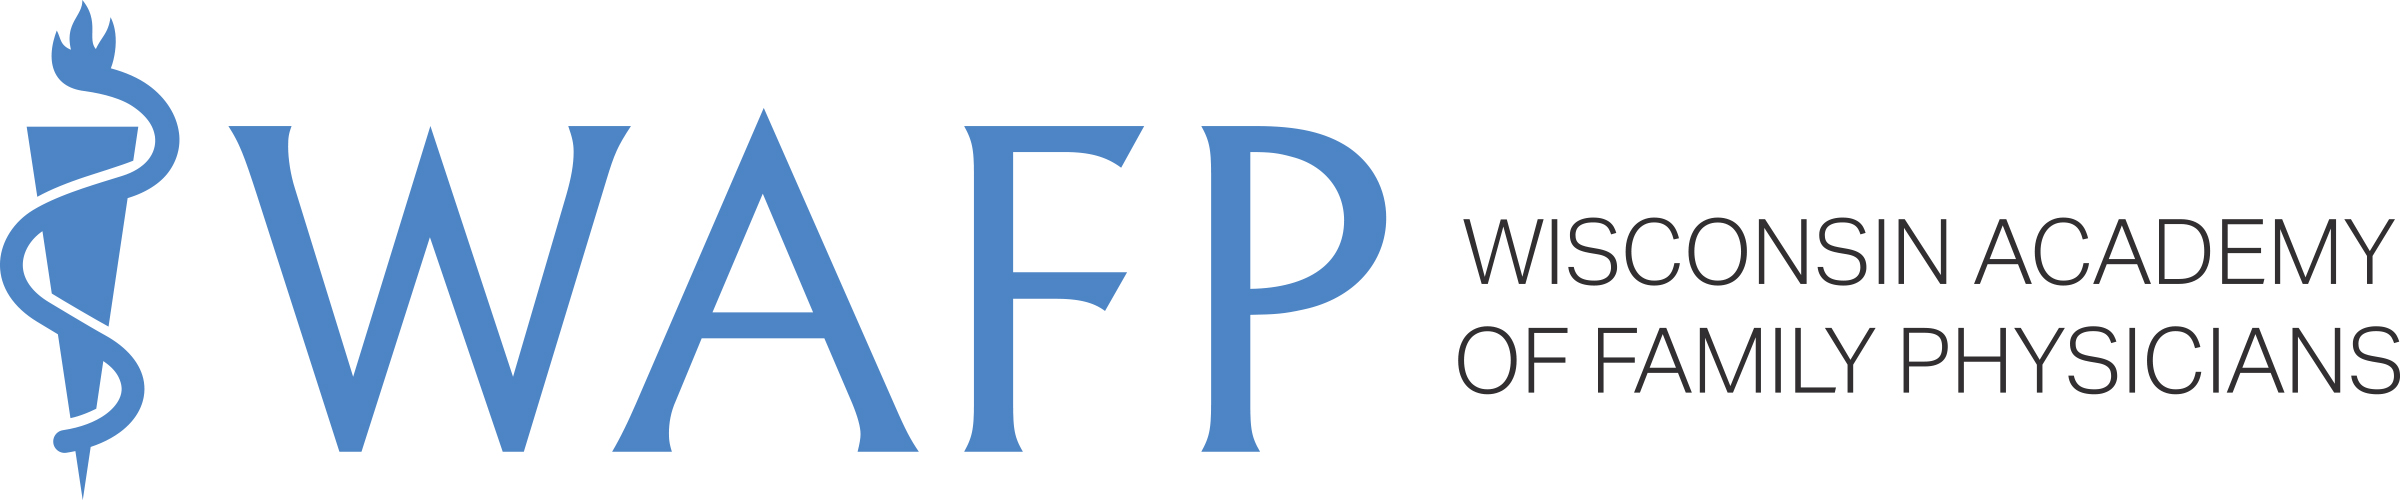 WAFP
WISCONSIN ACADEMY
OF FAMILY PHYSICIANS